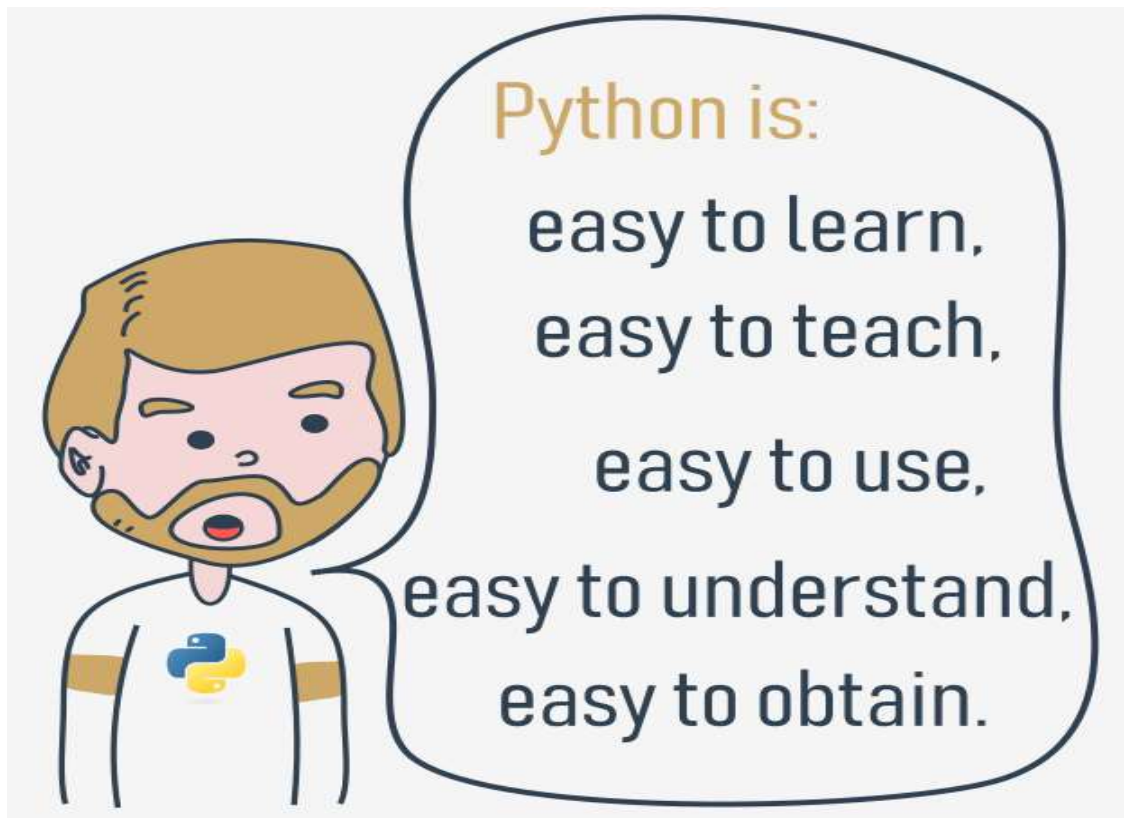 Python is:
easy to learn,
easy to teach,
easy to use,
easy to understand,
easy to obtain.